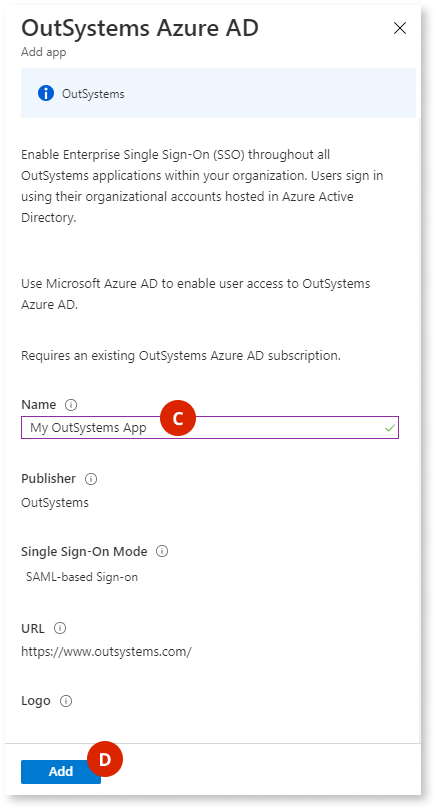 OutSystems Azure AD
Add app
OutSystems
Enable Enterprise Single Sign-On (SSO) throughout all
OutSystems applications within your organization. Users sign in
using their organizational accounts hosted in Azure Active
Directory.
Use Microsoft Azure AD to enable user access to OutSystems
Azure AD.
Requires an existing OutSystems Azure AD subscription.
Name
My OutSystems App C
Publisher
OutSystems
Single Sign-On Mode
SAML-based Sign-on
URL
https://www.outsystems.com/
Logo
Add D